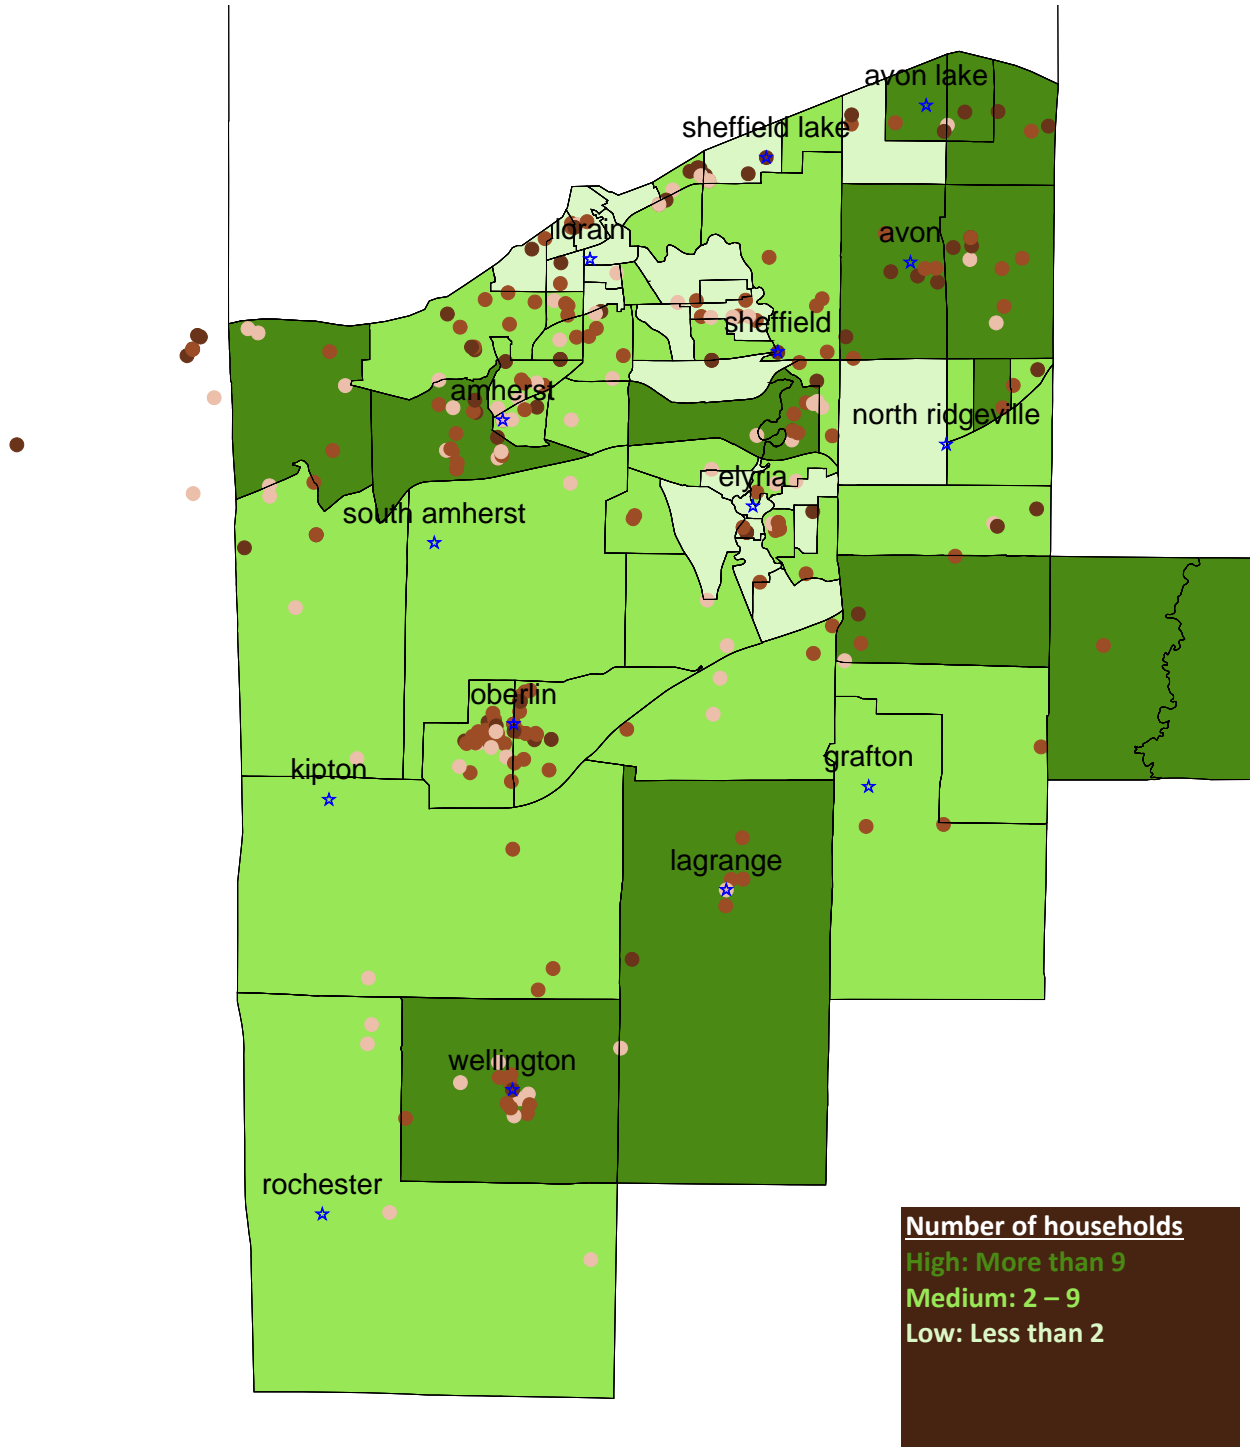 avon lake
sheffield lake
lorain
avon
sheffield
amherst
north ridgeville
elyria
south amherst
oberlin
kipton
grafton
lagrange
wellington
rochester
Number of households
High: More than 9
Medium: 2 – 9
Low: Less than 2